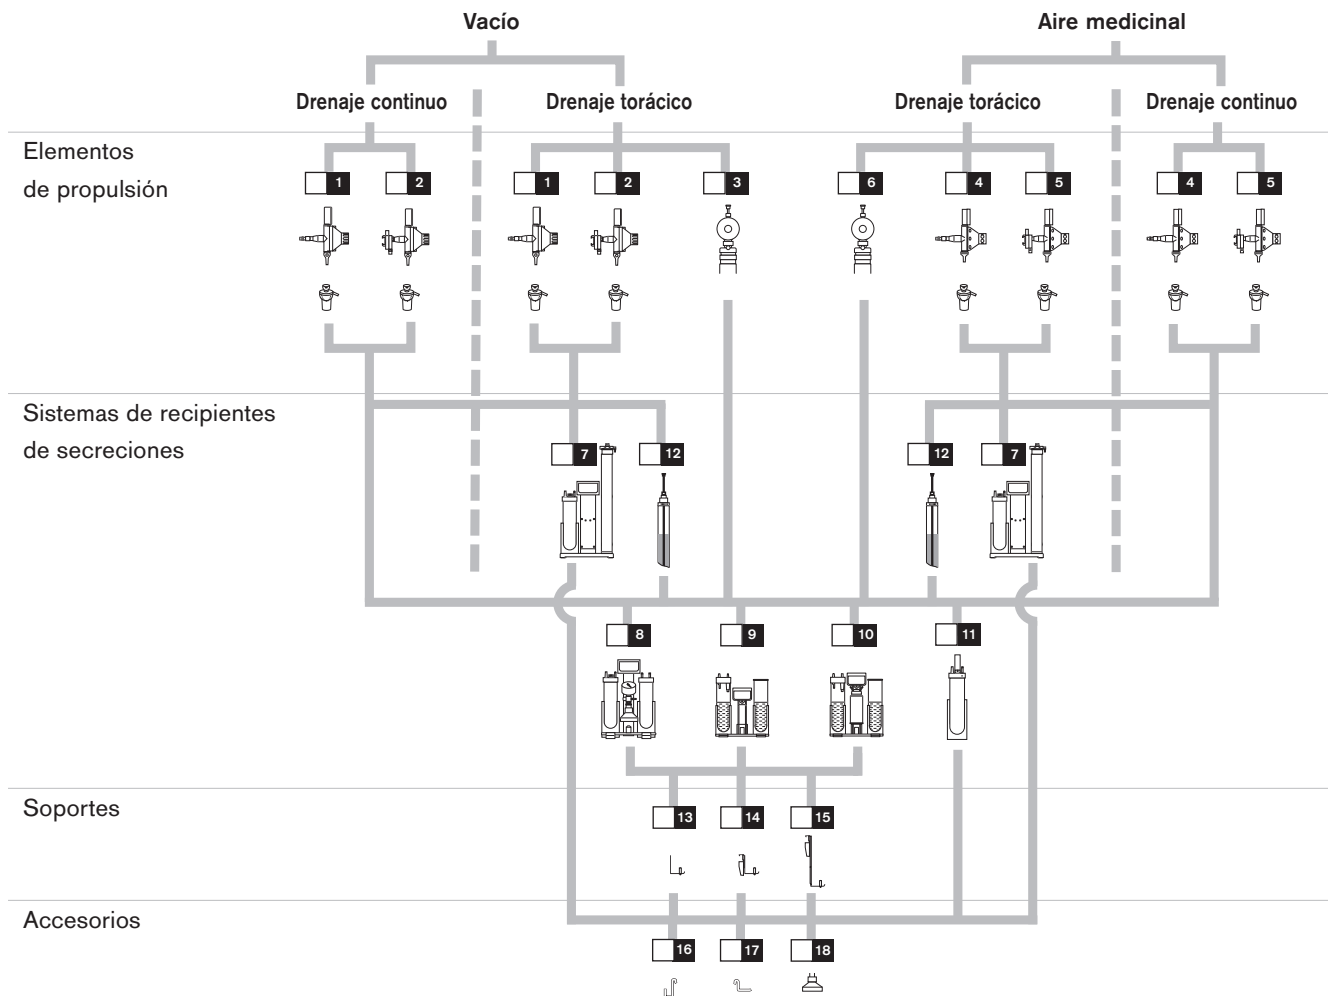 Vacío
Aire medicinal
Drenaje continuo
Drenaje torácico
Drenaje torácico
Drenaje continuo
Elementos
de propulsión
1
2
1
2
3
6
4
5
4
5
Sistemas de recipientes
de secreciones
7
12
12
7
8
9
10
11
Soportes
13
14
15
Accesorios
16
17
18